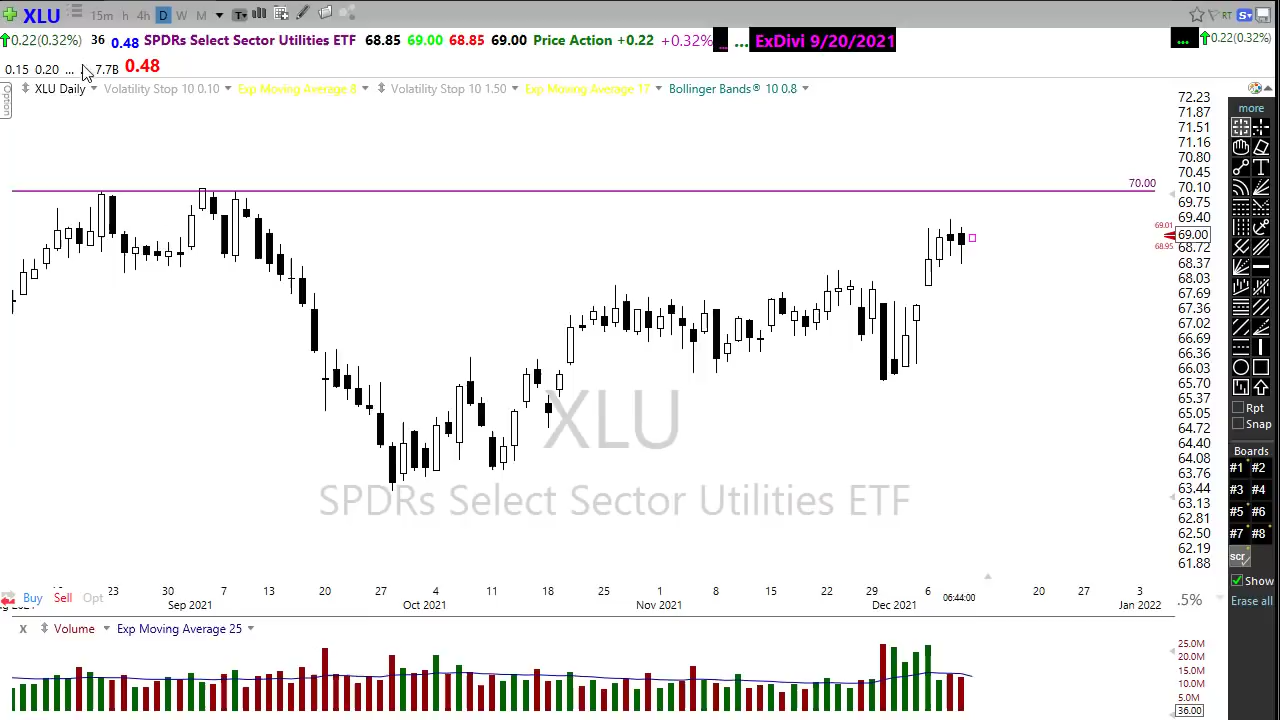 XLU 15m h 4h D W M T RT S
0.22(0.32%) 36 0.48 SPDRs Select Sector Utilities ETF 68.85 69.00 68.85 69.00 Price Action +0.22 +0.32% ... ... ExDivi 9/20/2021 ... 0.22(0.32%)
0.15 0.20 ... 7.7B 0.48
Option
XLU Daily Volatility Stop 10 0.10 Exp Moving Average 8 Volatility Stop 10 1.50 Exp Moving Average 17 Bollinger Bands® 10 0.8
72.23
71.87
71.51
71.16
70.80
70.45
70.10
69.75
69.40
69.00
68.72
68.37
68.03
67.69
67.36
67.02
66.69
66.36
66.03
65.70
65.37
65.05
64.72
64.40
64.08
63.76
63.44
63.13
62.81
62.50
62.19
61.88
70.00
69.01
68.95
XLU
SPDRs Select Sector Utilities ETF
more
Rpt
Snap
Boards
#1 #2
#3 #4
#5 #6
#7 #8
scr
Show
Erase all
23 30 7 13 20 27 4 11 18 25 1 8 15 22 29 6 06:44:00 20 27 3
Sep 2021 Oct 2021 Nov 2021 Dec 2021 Jan 2022
Buy Sell Opt
.5%
X Volume Exp Moving Average 25
25.0M
20.0M
15.0M
10.0M
5.0M
36.00